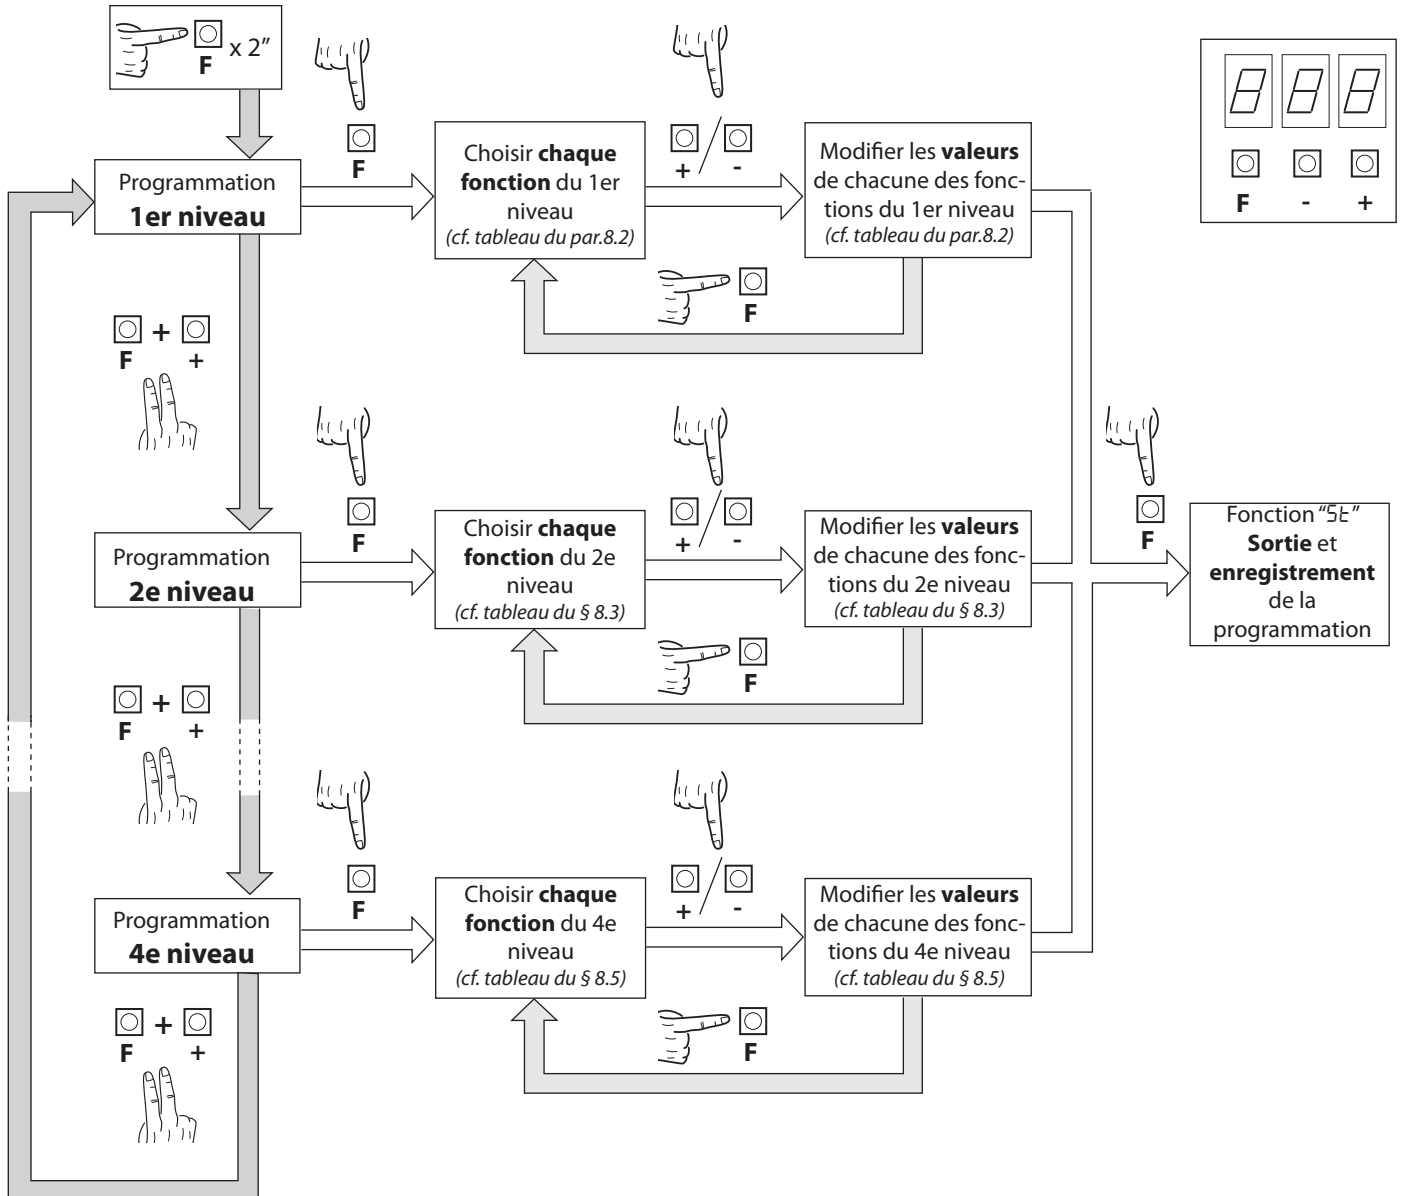 F x 2”
F
+ / -
F - +
Programmation
1er niveau
Choisir chaque
fonction du 1er
niveau
(cf. tableau du par.8.2)
Modifier les valeurs
de chacune des fonc-
tions du 1er niveau
(cf. tableau du par.8.2)
F
F + +
F
+ / -
F
Programmation
2e niveau
Choisir chaque
fonction du 2e
niveau
(cf. tableau du § 8.3)
Modifier les valeurs
de chacune des fonc-
tions du 2e niveau
(cf. tableau du § 8.3)
Fonction “St”
Sortie et
enregistrement
de la
programmation
F
F + +
F
+ / -
Programmation
4e niveau
Choisir chaque
fonction du 4e
niveau
(cf. tableau du § 8.5)
Modifier les valeurs
de chacune des fonc-
tions du 4e niveau
(cf. tableau du § 8.5)
F
F + +